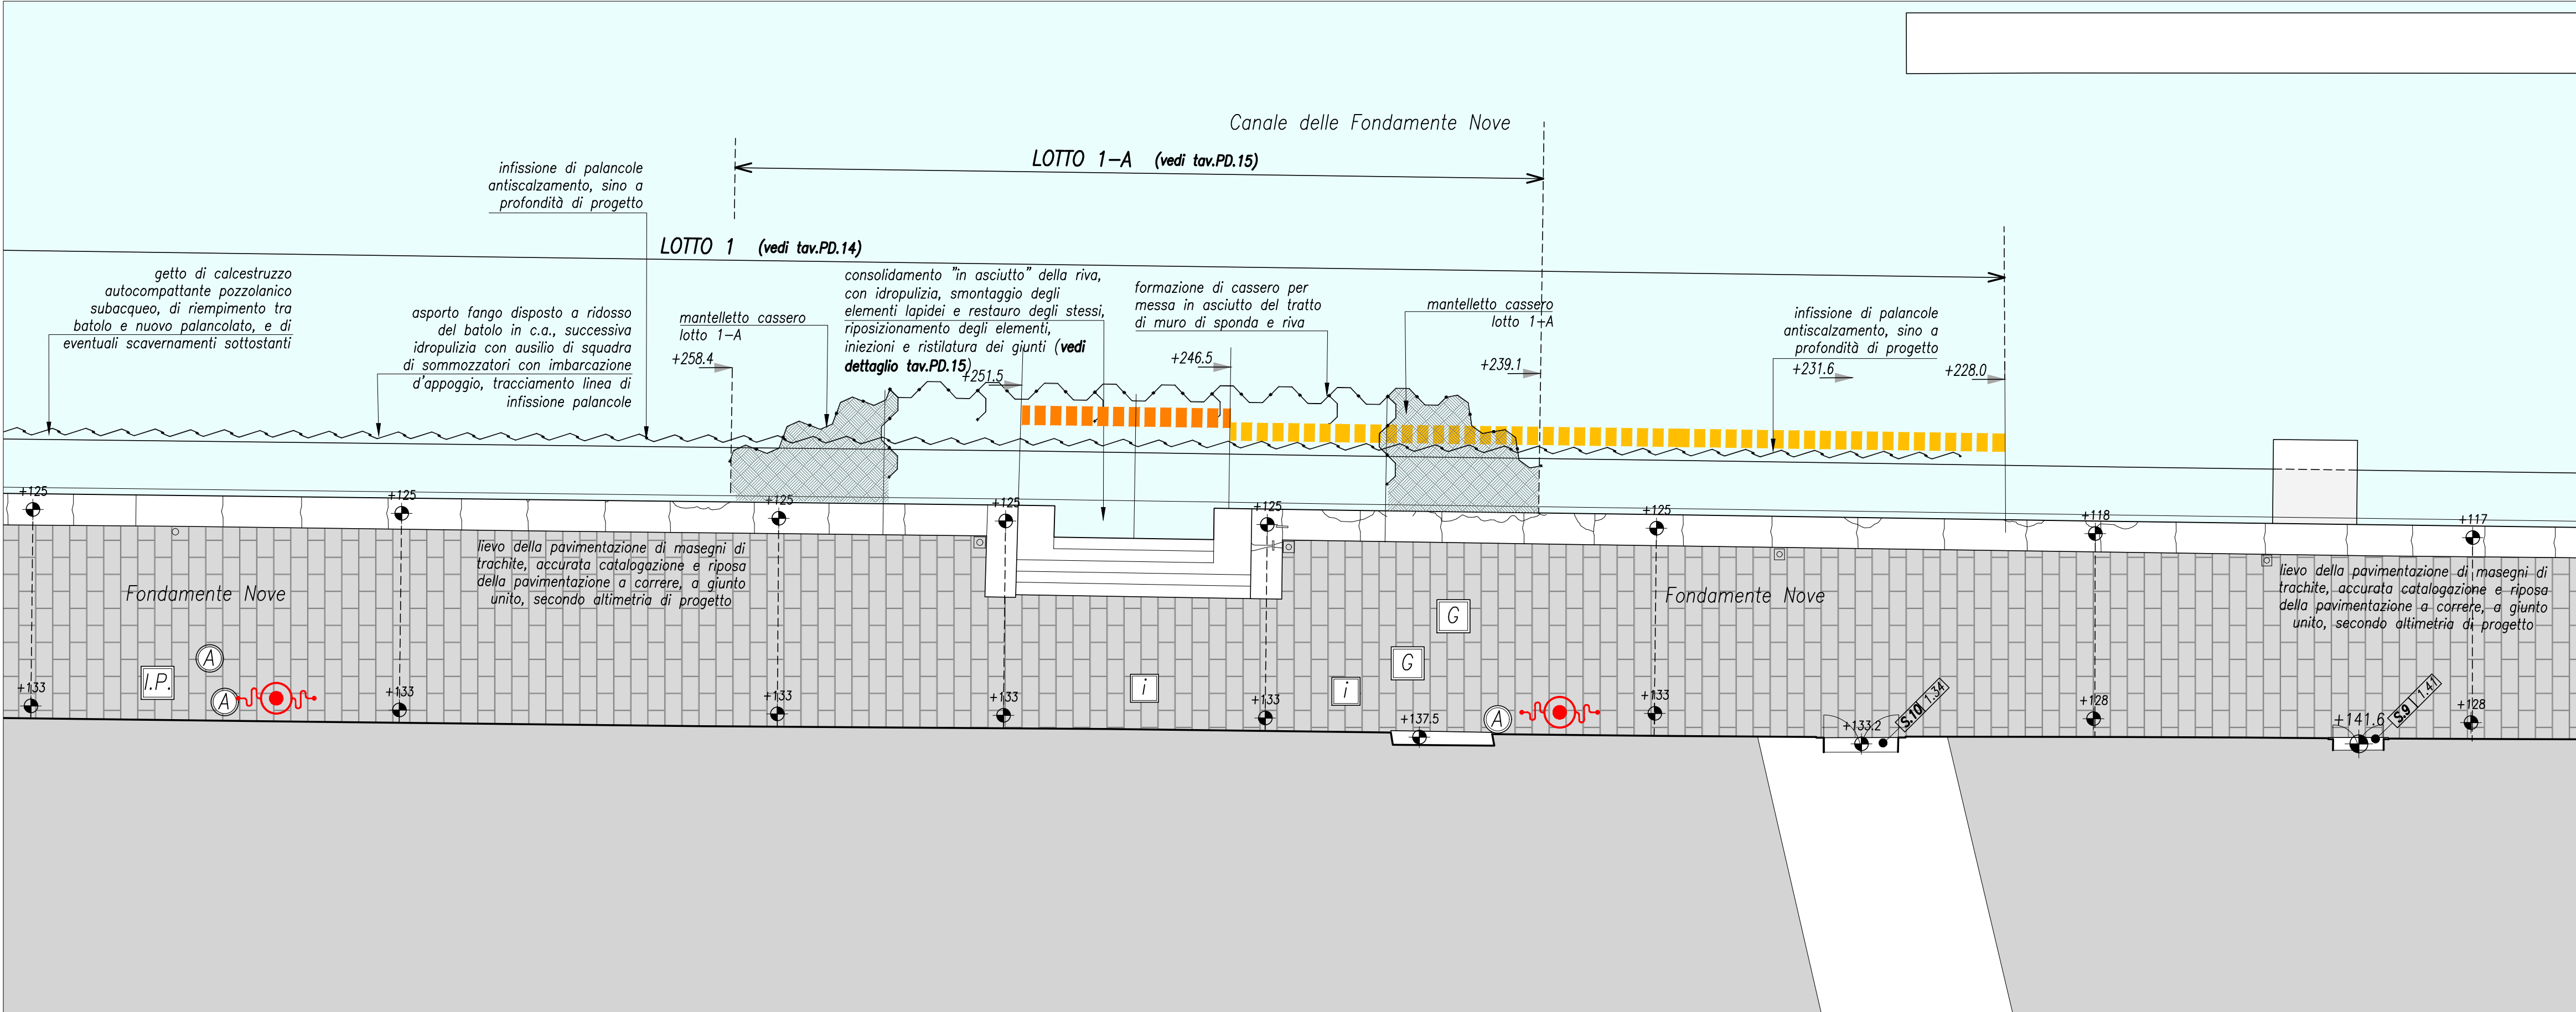 Canale delle Fondamente Nove
LOTTO 1-A (vedi tav.PD.15)
infissione di palancole
antiscalzamento, sino a
profondità di progetto
LOTTO 1 (vedi tav.PD.14)
getto di calcestruzzo
autocompattante pozzolanico
subacqueo, di riempimento tra
batolo e nuovo palancolato, e di
eventuali scavernamenti sottostanti
asporto fango disposto a ridosso
del batolo in c.a., successiva
idropulizia con ausilio di squadra
di sommozzatori con imbarcazione
d'appoggio, tracciamento linea di
infissione palancole
mantelletto cassero
lotto 1-A
consolidamento "in asciutto" della riva,
con idropulizia, smontaggio degli
elementi lapidei e restauro degli stessi,
riposizionamento degli elementi,
iniezioni e ristilatura dei giunti (vedi
dettaglio tav.PD.15)
formazione di cassero per
messa in asciutto del tratto
di muro di sponda e riva
mantelletto cassero
lotto 1-A
infissione di palancole
antiscalzamento, sino a
profondità di progetto
+258.4
+251.5
+246.5
+239.1
+231.6
+228.0
+125
+125
+125
+125
+125
+125
+118
+117
lievo della pavimentazione di masegni di
trachite, accurata catalogazione e riposa
della pavimentazione a correre, a giunto
unito, secondo altimetria di progetto
Fondamente Nove
Fondamente Nove
lievo della pavimentazione di masegni di
trachite, accurata catalogazione e riposa
della pavimentazione a correre, a giunto
unito, secondo altimetria di progetto
G
G
A
I.P.
A
i
i
A
+133
+133
+133
+133
+133
+137.5
+133
+133.2
S.10 1.34
+128
+141.6
S.9 1.41
+128